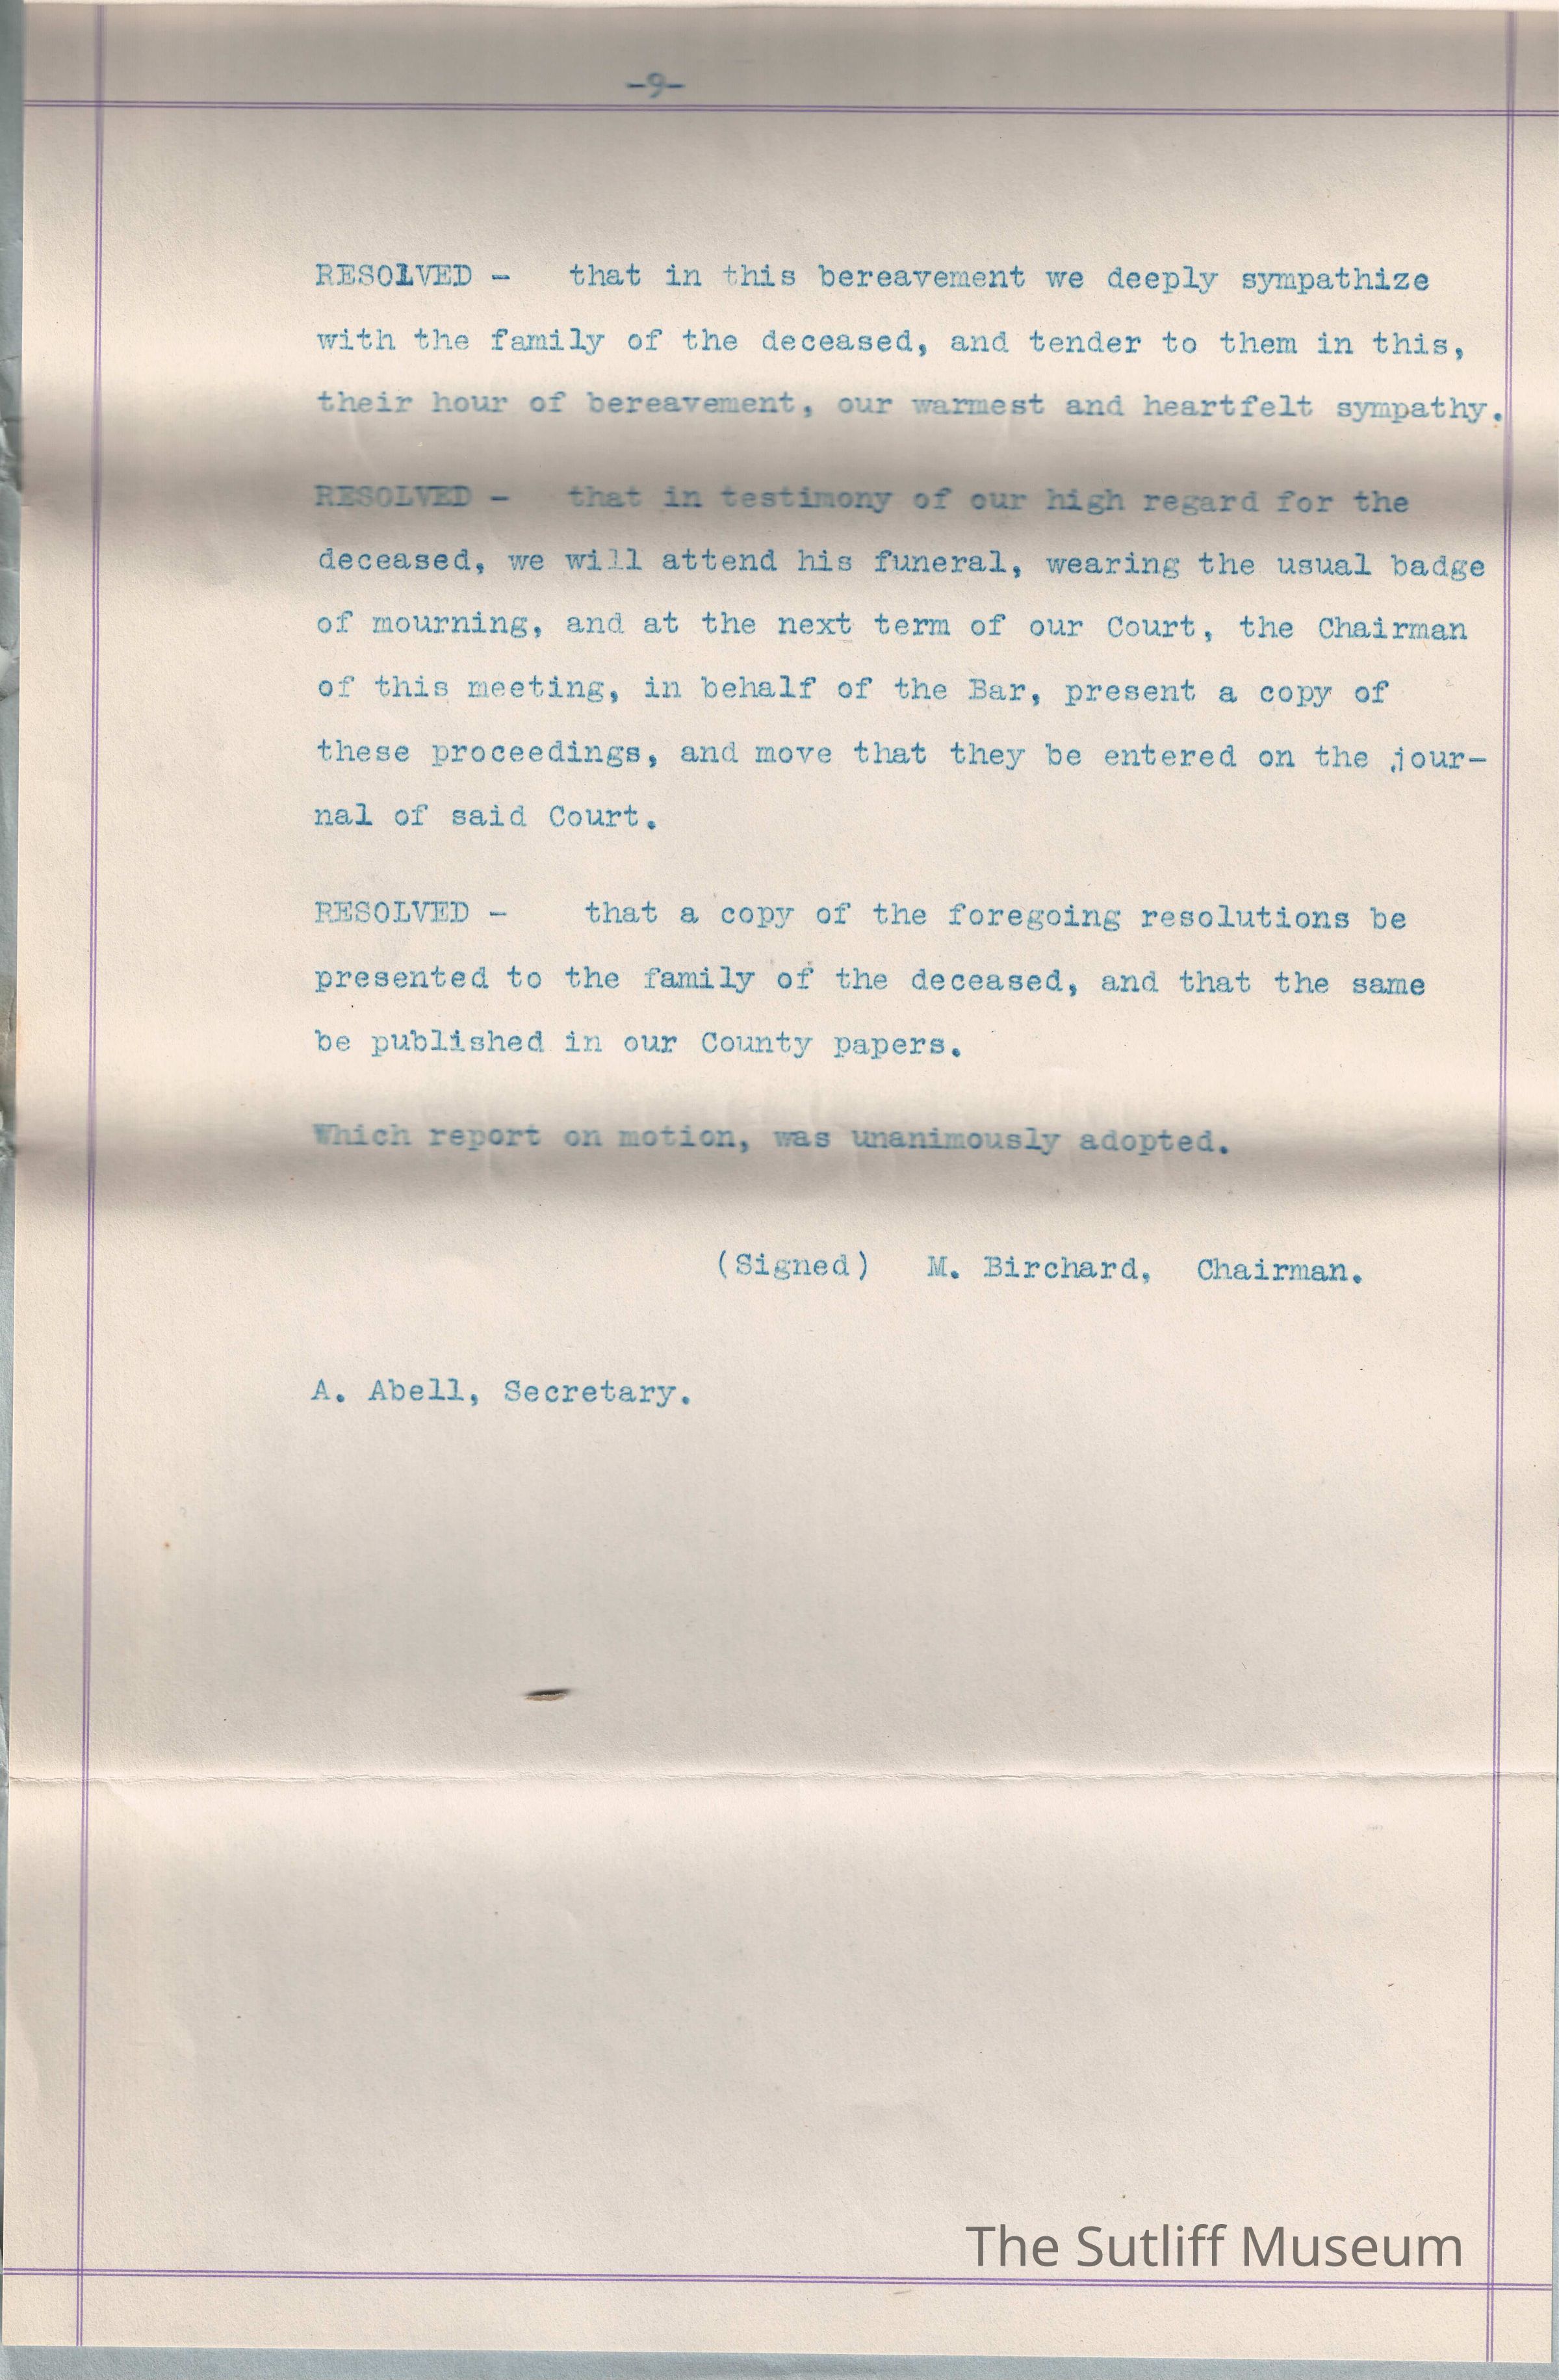 -9-
RESOLVED - that in this bereavement we deeply sympathize
with the family of the deceased, and tender to them in this,
their hour of bereavement, our warmest and heartfelt sympathy.
RESOLVED - that in testimony of our high regard for the
deceased, we will attend his funeral, wearing the usual badge
of mourning, and at the next term of our Court, the Chairman
of this meeting, in behalf of the Bar, present a copy of
these proceedings, and move that they be entered on the jour-
nal of said Court.
RESOLVED - that a copy of the foregoing resolutions be
presented to the family of the deceased, and that the same
be published in our County papers.
Which report on motion, was unanimously adopted.
(Signed) M. Birchard, Chairman.
A. Abell, Secretary.
The Sutliff Museum